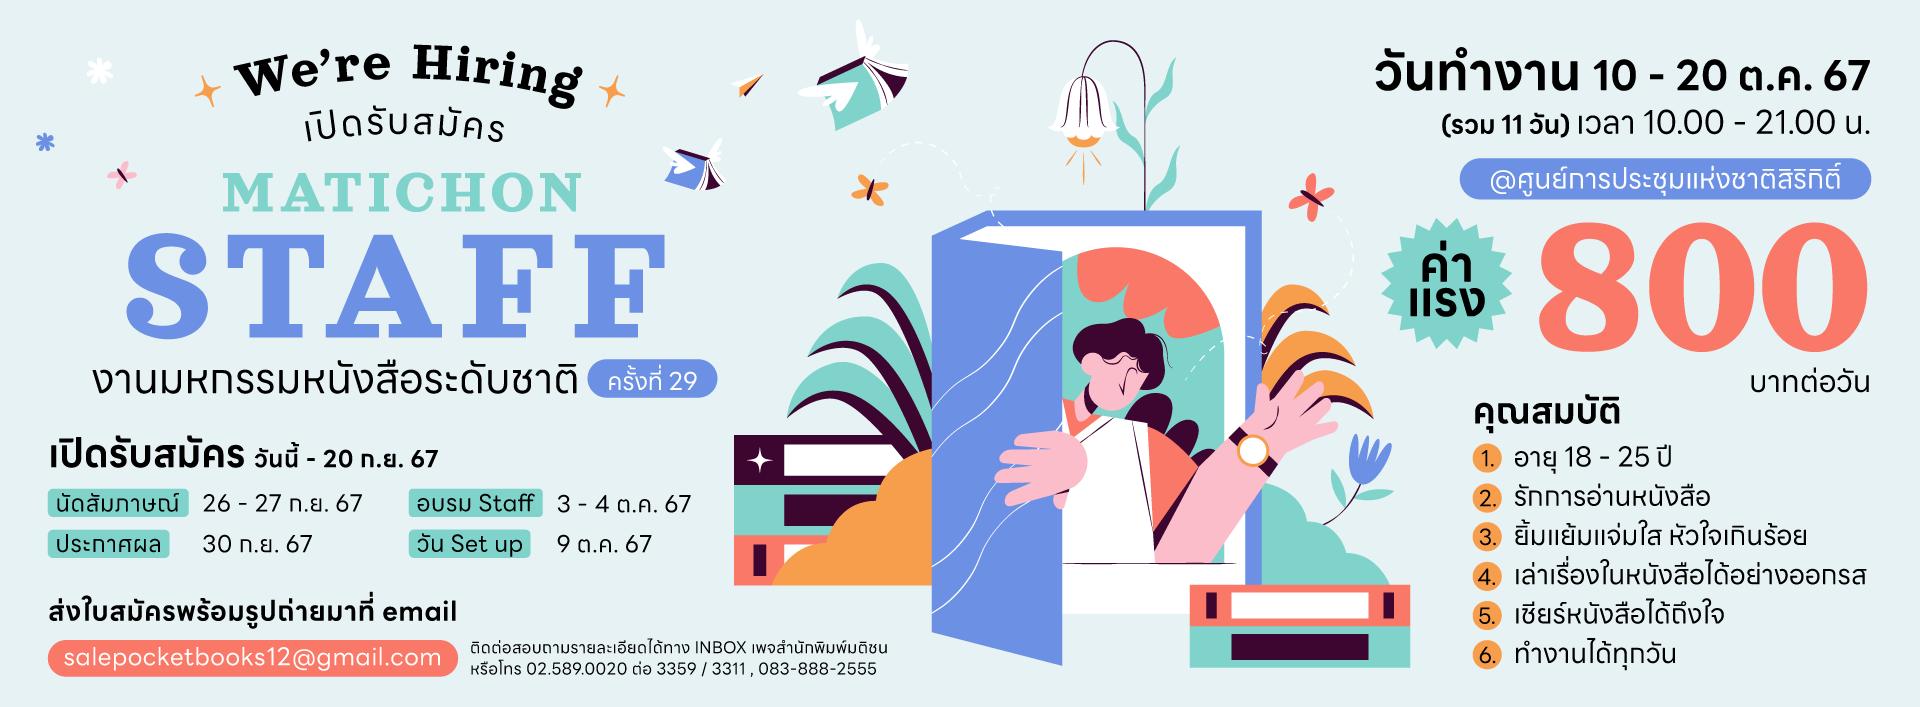 We're Hiring
เปิดรับสมัคร
MATICHON
STAFF
งานมหกรรมหนังสือระดับชาติ ครั้งที่ 29
เปิดรับสมัคร วันนี้ - 20 ก.ย. 67
นัดสัมภาษณ์ 26 - 27 ก.ย. 67 อบรม Staff 3 - 4 ต.ค. 67
ประกาศผล 30 ก.ย. 67 วัน Set up 9 ต.ค. 67
ส่งใบสมัครพร้อมรูปถ่ายมาที่ email
salepocketbooks12@gmail.com
ติดต่อสอบถามรายละเอียดได้ทาง INBOX เพจสำนักพิมพ์มติชน
หรือโทร 02.589.0020 ต่อ 3359 / 3311 , 083-888-2555
วันทำงาน 10 - 20 ต.ค. 67
(รวม 11 วัน) เวลา 10.00 - 21.00 น.
@ศูนย์การประชุมแห่งชาติสิริกิติ์
ค่า
แรง
800
บาทต่อวัน
คุณสมบัติ
1. อายุ 18 - 25 ปี
2. รักการอ่านหนังสือ
3. ยิ้มแย้มแจ่มใส หัวใจเกินร้อย
4. เล่าเรื่องในหนังสือได้อย่างออกรส
5. เชียร์หนังสือได้ถึงใจ
6. ทำงานได้ทุกวัน